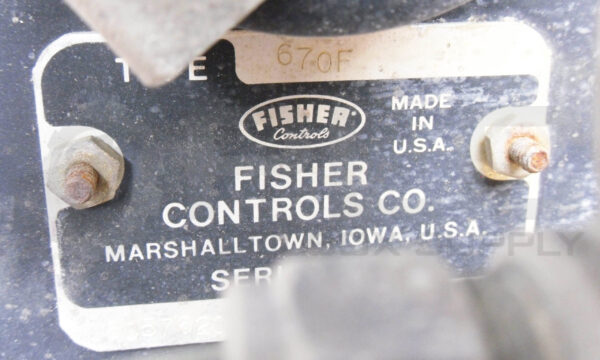 670F
FISHER
Controls
MADE
IN
U.S.A.
FISHER
CONTROLS CO.
MARSHALLTOWN, IOWA, U.S.A.